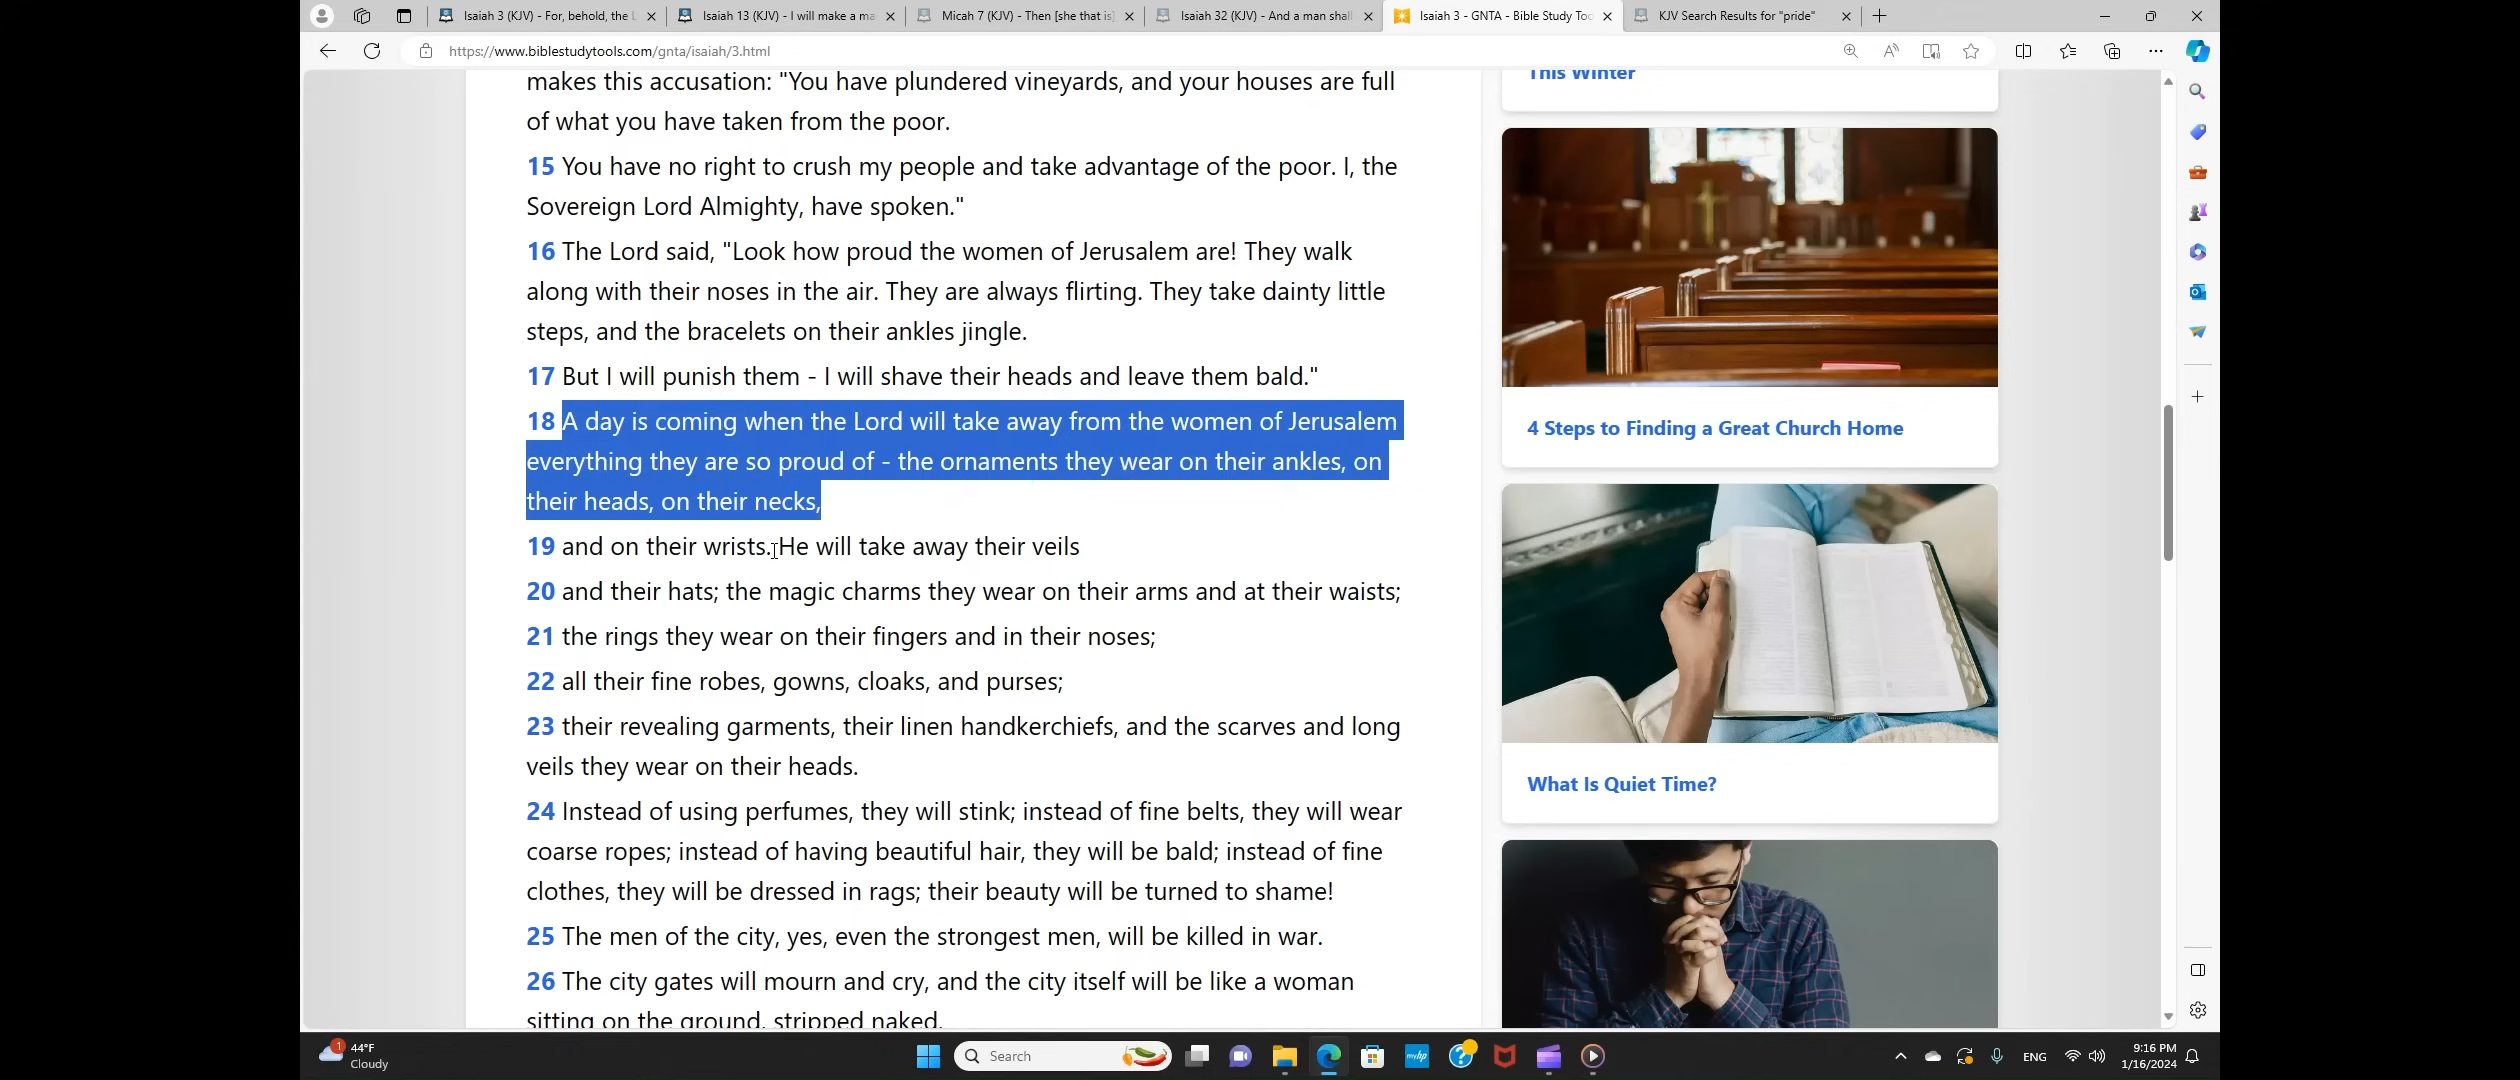 Isaiah 3 (KJV) - For, behold, the L
Isaiah 13 (KJV) - I will make a ma
Micah 7 (KJV) - Then [she that is]
Isaiah 32 (KJV) - And a man shall
Isaiah 3 - GNTA - Bible Study Too
KJV Search Results for "pride"
https://www.biblestudytools.com/gnta/isaiah/3.html
makes this accusation: "You have plundered vineyards, and your houses are full
of what you have taken from the poor.
15 You have no right to crush my people and take advantage of the poor. I, the
Sovereign Lord Almighty, have spoken."
16 The Lord said, "Look how proud the women of Jerusalem are! They walk
along with their noses in the air. They are always flirting. They take dainty little
steps, and the bracelets on their ankles jingle.
17 But I will punish them - I will shave their heads and leave them bald."
18 A day is coming when the Lord will take away from the women of Jerusalem
everything they are so proud of - the ornaments they wear on their ankles, on
their heads, on their necks,
19 and on their wrists. He will take away their veils
20 and their hats; the magic charms they wear on their arms and at their waists;
21 the rings they wear on their fingers and in their noses;
22 all their fine robes, gowns, cloaks, and purses;
23 their revealing garments, their linen handkerchiefs, and the scarves and long
veils they wear on their heads.
24 Instead of using perfumes, they will stink; instead of fine belts, they will wear
coarse ropes; instead of having beautiful hair, they will be bald; instead of fine
clothes, they will be dressed in rags; their beauty will be turned to shame!
25 The men of the city, yes, even the strongest men, will be killed in war.
26 The city gates will mourn and cry, and the city itself will be like a woman
sitting on the ground, stripped naked.
This Winter
4 Steps to Finding a Great Church Home
What Is Quiet Time?
1
44°F
Cloudy
Search
myhp
ENG
9:16 PM
1/16/2024